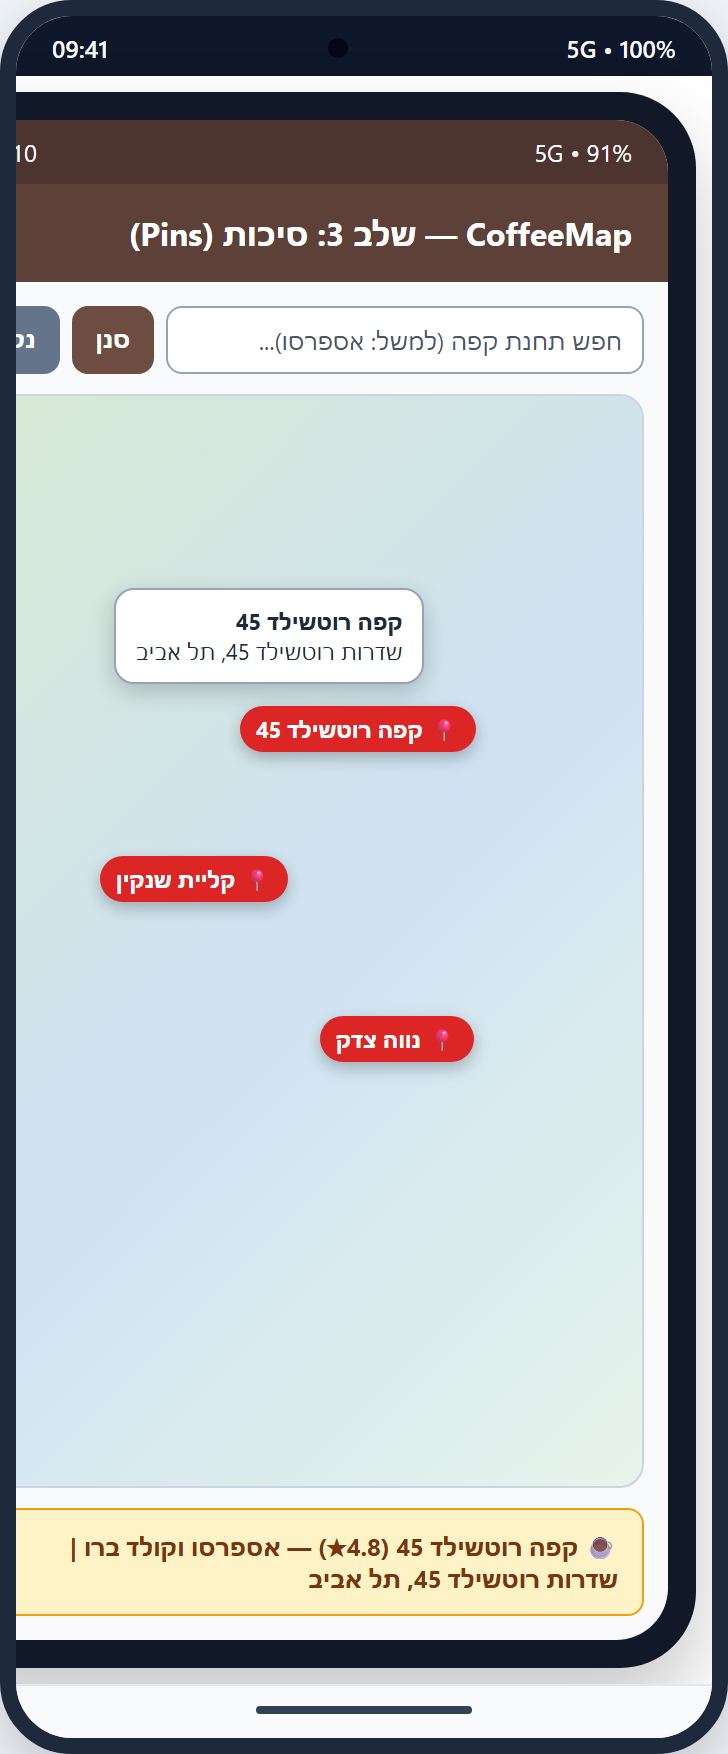 09:41
5G • 100%
10
5G • 91%
CoffeeMap — שלב 3: סיכות (Pins)
חפש תחנת קפה (למשל: אספרסו)...
סנן
קפה רוטשילד 45
שדרות רוטשילד 45, תל אביב
📍 קפה רוטשילד 45
📍 קליית שנקין
📍 נווה צדק
☕ קפה רוטשילד 45 (4.8★) — אספרסו וקולד ברו |
שדרות רוטשילד 45, תל אביב